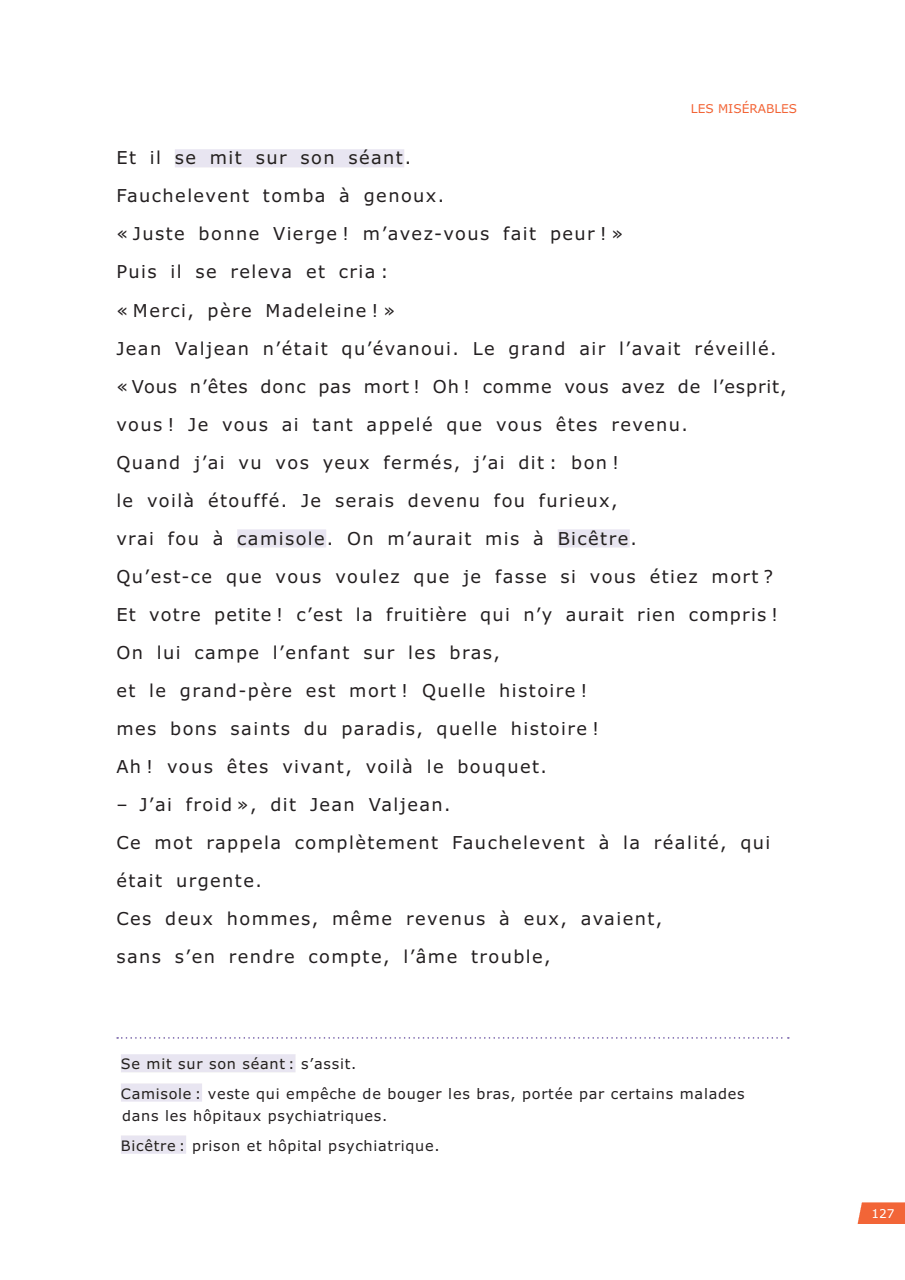 LES MISÉRABLES
Et il se mit sur son séant.
Fauchelevent tomba à genoux.
« Juste bonne Vierge ! m’avez-vous fait peur ! »
Puis il se releva et cria :
« Merci, père Madeleine ! »
Jean Valjean n’était qu’évanoui. Le grand air l’avait réveillé.
« Vous n’êtes donc pas mort ! Oh ! comme vous avez de l’esprit,
vous ! Je vous ai tant appelé que vous êtes revenu.
Quand j’ai vu vos yeux fermés, j’ai dit : bon !
le voilà étouffé. Je serais devenu fou furieux,
vrai fou à camisole. On m’aurait mis à Bicêtre.
Qu’est-ce que vous voulez que je fasse si vous étiez mort ?
Et votre petite ! c’est la fruitière qui n’y aurait rien compris !
On lui campe l’enfant sur les bras,
et le grand-père est mort ! Quelle histoire !
mes bons saints du paradis, quelle histoire !
Ah ! vous êtes vivant, voilà le bouquet.
– J’ai froid », dit Jean Valjean.
Ce mot rappela complètement Fauchelevent à la réalité, qui
était urgente.
Ces deux hommes, même revenus à eux, avaient,
sans s’en rendre compte, l’âme trouble,
Se mit sur son séant : s’assit.
Camisole : veste qui empêche de bouger les bras, portée par certains malades
dans les hôpitaux psychiatriques.
Bicêtre : prison et hôpital psychiatrique.
127